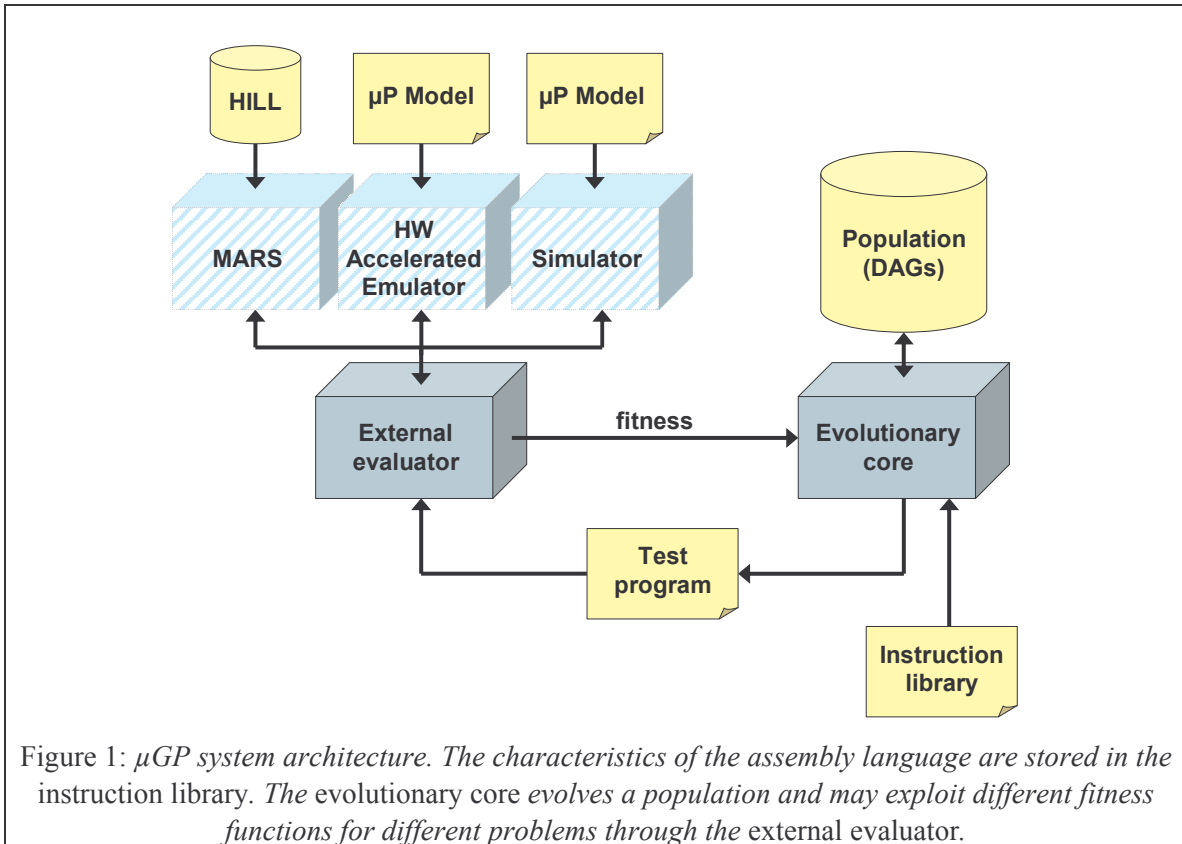 HILL
µP Model
µP Model
MARS
HW
Accelerated
Emulator
Simulator
Population
(DAGs)
External
evaluator
fitness
Evolutionary
core
Test
program
Instruction
library
Figure 1: µGP system architecture. The characteristics of the assembly language are stored in the
instruction library. The evolutionary core evolves a population and may exploit different fitness
functions for different problems through the external evaluator.